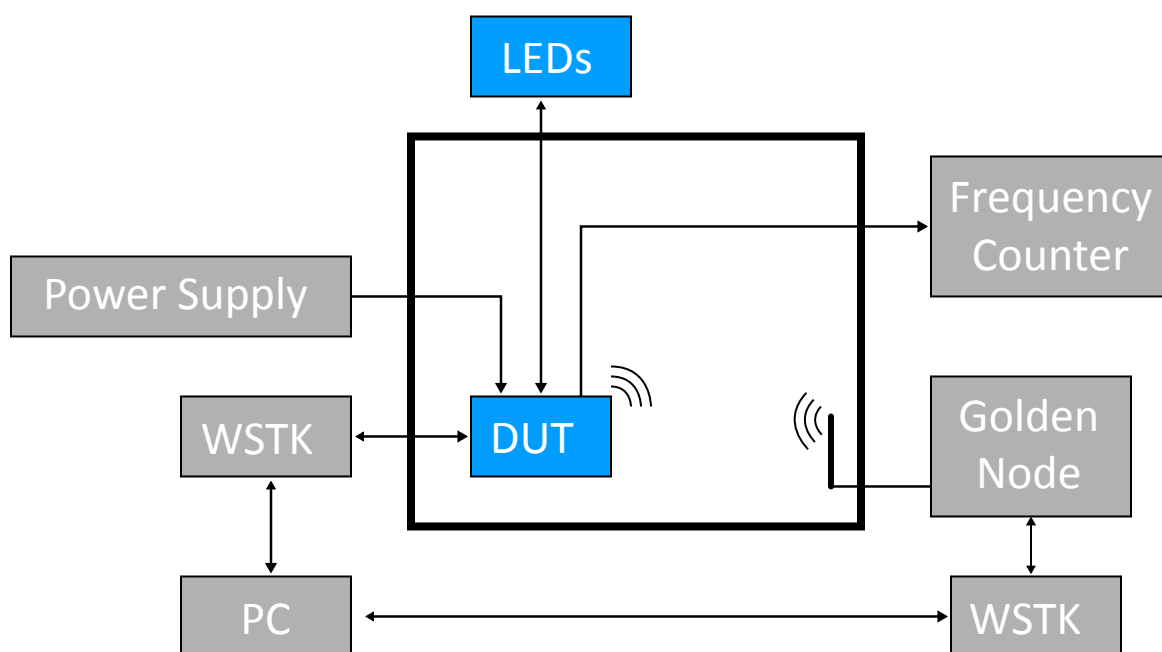 LEDs
Frequency
Counter
Power Supply
WSTK
DUT
Golden
Node
PC
WSTK